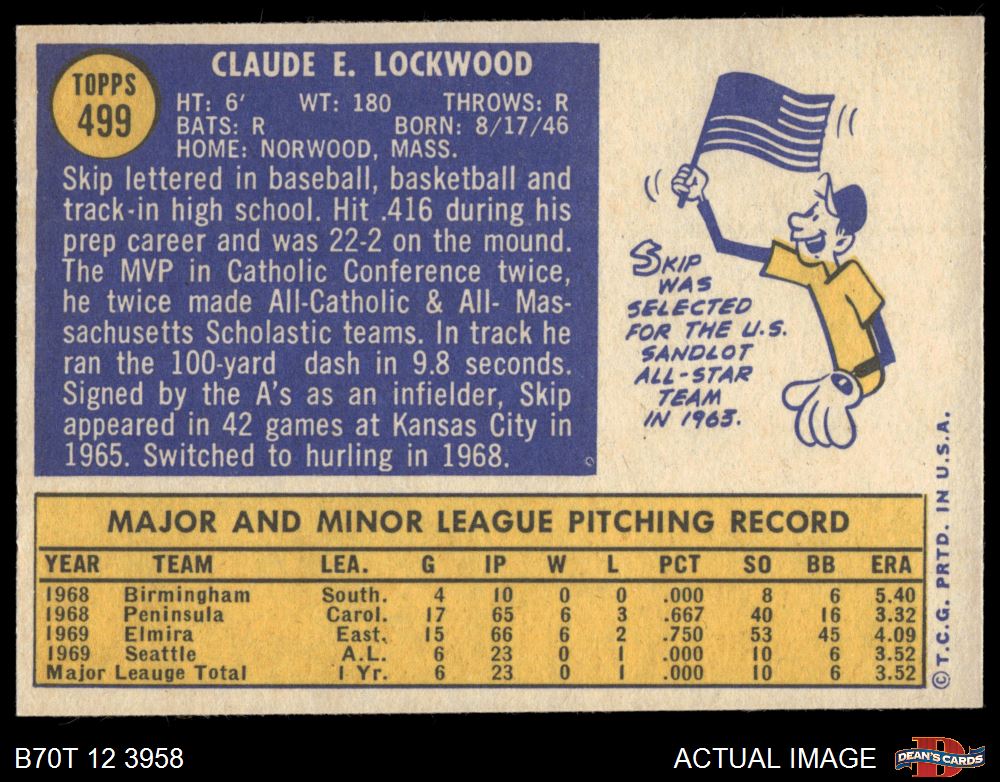 TOPPS
499
CLAUDE E. LOCKWOOD
HT: 6' WT: 180 THROWS: R
BATS: R BORN: 8/17/46
HOME: NORWOOD, MASS.
Skip lettered in baseball, basketball and
track-in high school. Hit .416 during his
prep career and was 22-2 on the mound.
The MVP in Catholic Conference twice,
he twice made All-Catholic & All- Mas-
sachusetts Scholastic teams. In track he
ran the 100-yard dash in 9.8 seconds.
Signed by the A's as an infielder, Skip
appeared in 42 games at Kansas City in
1965. Switched to hurling in 1968.
SKIP
WAS
SELECTED
FOR THE U.S.
SANDLOT
ALL-STAR
TEAM
IN 1963.
MAJOR AND MINOR LEAGUE PITCHING RECORD
YEAR TEAM LEA. G IP W L PCT SO BB ERA
1968 Birmingham South. 4 10 0 0 .000 8 6 5.40
1968 Peninsula Carol. 17 65 6 3 .667 40 16 3.32
1969 Elmira East. 15 66 6 2 .750 53 45 4.09
1969 Seattle A.L. 6 23 0 1 .000 10 6 3.52
Major Leauge Total 1 Yr. 6 23 0 1 .000 10 6 3.52
©T.C.G. PRTD. IN U.S.A.
B70T 12 3958
ACTUAL IMAGE
D
DEAN'S CARDS